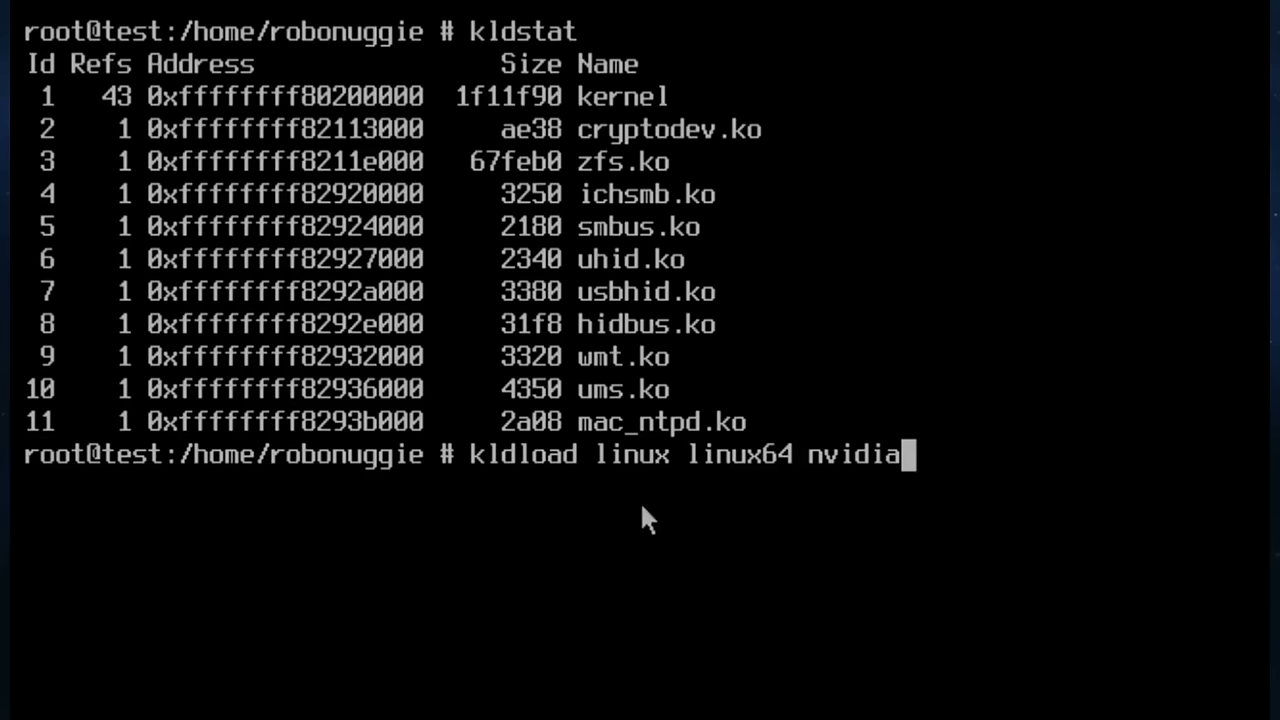 root@test:/home/robonuggie # kldstat
Id Refs Address                Size Name
 1   43 0xffffffff80200000  1f11f90 kernel
 2    1 0xffffffff82113000     ae38 cryptodev.ko
 3    1 0xffffffff8211e000   67feb0 zfs.ko
 4    1 0xffffffff82920000     3250 ichsmb.ko
 5    1 0xffffffff82924000     2180 smbus.ko
 6    1 0xffffffff82927000     2340 uhid.ko
 7    1 0xffffffff8292a000     3380 usbhid.ko
 8    1 0xffffffff8292e000     31f8 hidbus.ko
 9    1 0xffffffff82932000     3320 wmt.ko
10    1 0xffffffff82936000     4350 ums.ko
11    1 0xffffffff8293b000     2a08 mac_ntpd.ko
root@test:/home/robonuggie # kldload linux linux64 nvidia